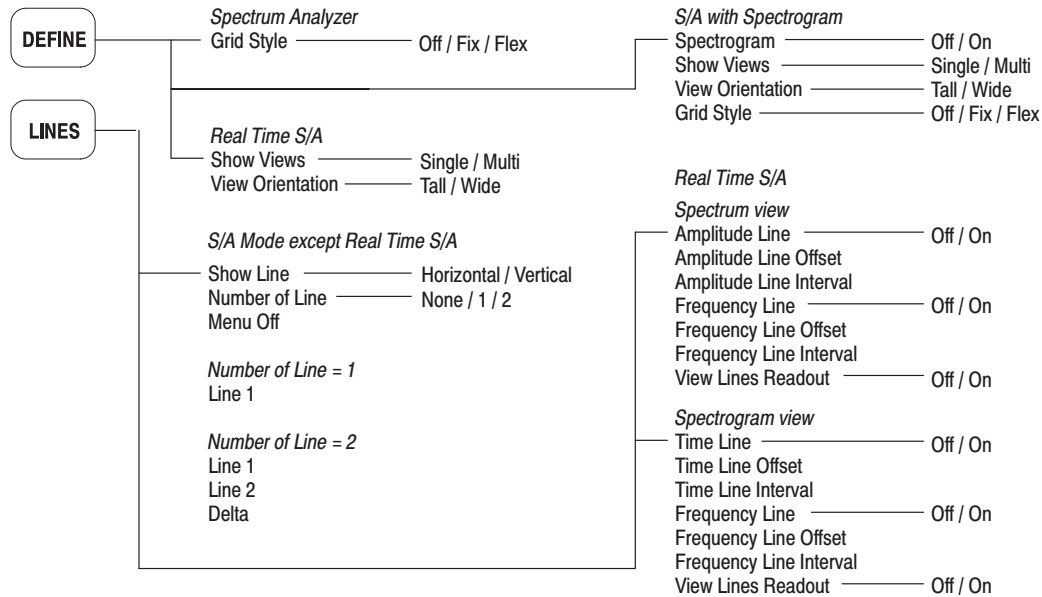 DEFINE
Spectrum Analyzer
Grid Style Off / Fix / Flex
S/A with Spectrogram
Spectrogram Off / On
Show Views Single / Multi
View Orientation Tall / Wide
Grid Style Off / Fix / Flex
Real Time S/A
Show Views Single / Multi
View Orientation Tall / Wide
LINES
S/A Mode except Real Time S/A
Show Line Horizontal / Vertical
Number of Line None / 1 / 2
Menu Off
Number of Line = 1
Line 1
Number of Line = 2
Line 1
Line 2
Delta
Real Time S/A
Spectrum view
Amplitude Line Off / On
Amplitude Line Offset
Amplitude Line Interval
Frequency Line Off / On
Frequency Line Offset
Frequency Line Interval
View Lines Readout Off / On
Spectrogram view
Time Line Off / On
Time Line Offset
Time Line Interval
Frequency Line Off / On
Frequency Line Offset
Frequency Line Interval
View Lines Readout Off / On